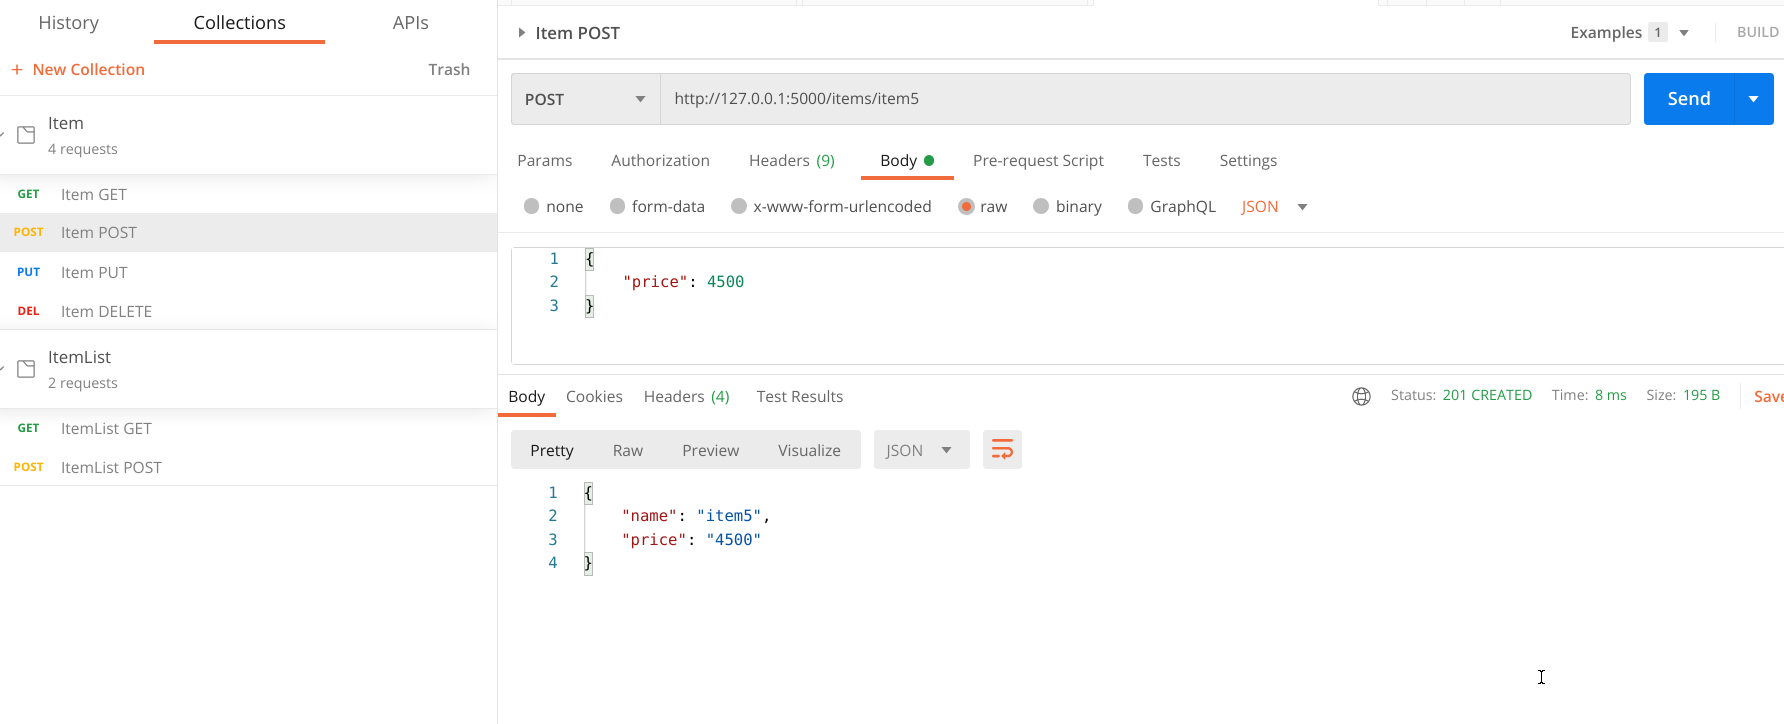 History Collections APIs
+ New Collection Trash
Item
4 requests
GET Item GET
POST Item POST
PUT Item PUT
DEL Item DELETE
ItemList
2 requests
GET ItemList GET
POST ItemList POST
Item POST Examples 1 BUILD
POST http://127.0.0.1:5000/items/item5 Send
Params Authorization Headers (9) Body Pre-request Script Tests Settings
none form-data x-www-form-urlencoded raw binary GraphQL JSON
1 {
2 "price": 4500
3 }
Body Cookies Headers (4) Test Results Status: 201 CREATED Time: 8 ms Size: 195 B Save
Pretty Raw Preview Visualize JSON
1 {
2 "name": "item5",
3 "price": "4500"
4 }